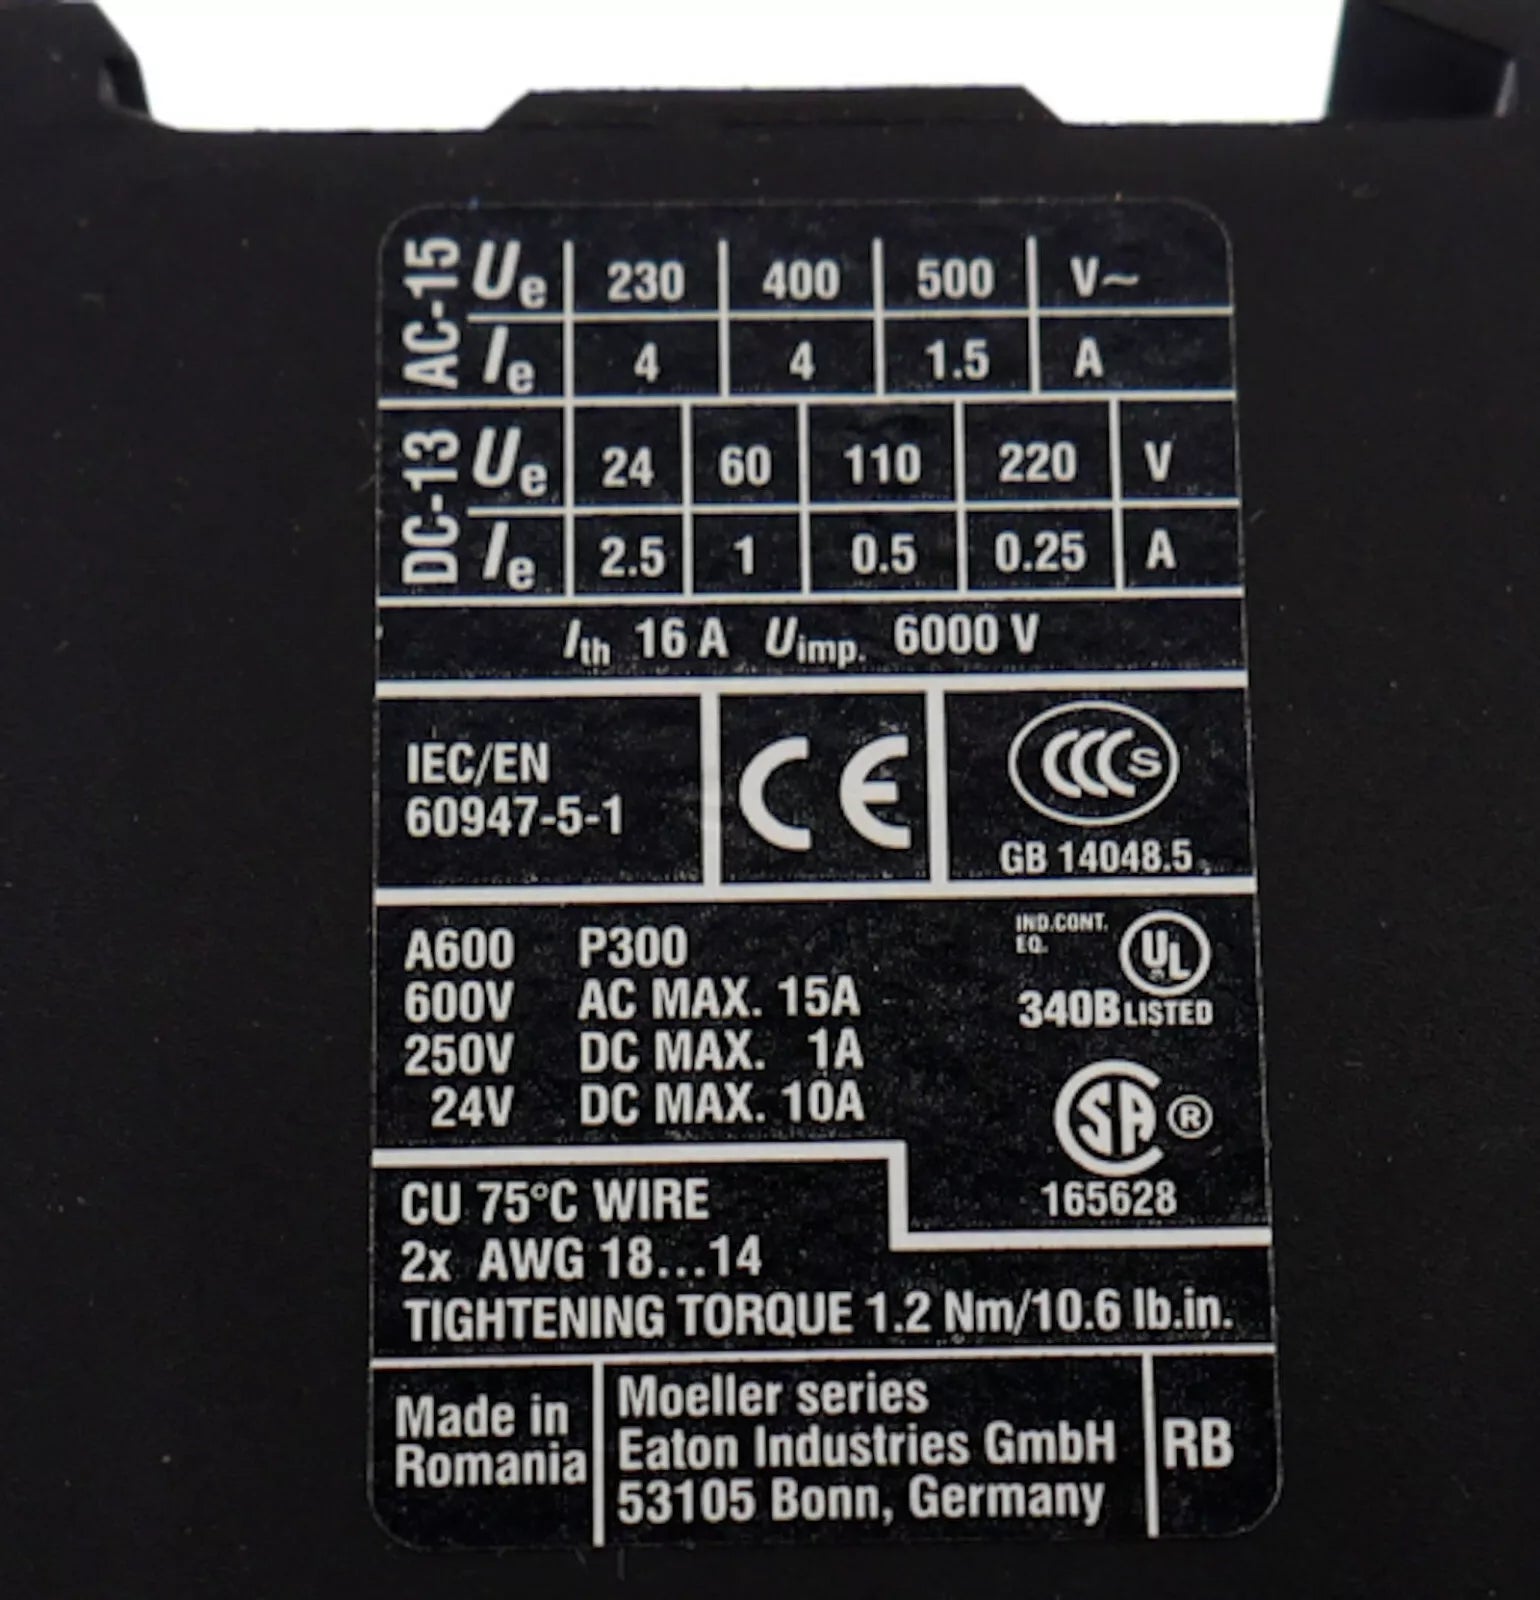 AC-15
Ue 230 400 500 V~
Ie 4 4 1.5 A
DC-13
Ue 24 60 110 220 V
Ie 2.5 1 0.5 0.25 A
Ith 16 A Uimp. 6000 V
IEC/EN
60947-5-1
CE
CCC S
GB 14048.5
A600 P300
600V AC MAX. 15A
250V DC MAX. 1A
24V DC MAX. 10A
IND.CONT.
EQ.
UL
340B LISTED
CSA ®
165628
CU 75°C WIRE
2x AWG 18...14
TIGHTENING TORQUE 1.2 Nm/10.6 lb.in.
Made in
Romania
Moeller series
Eaton Industries GmbH
53105 Bonn, Germany
RB